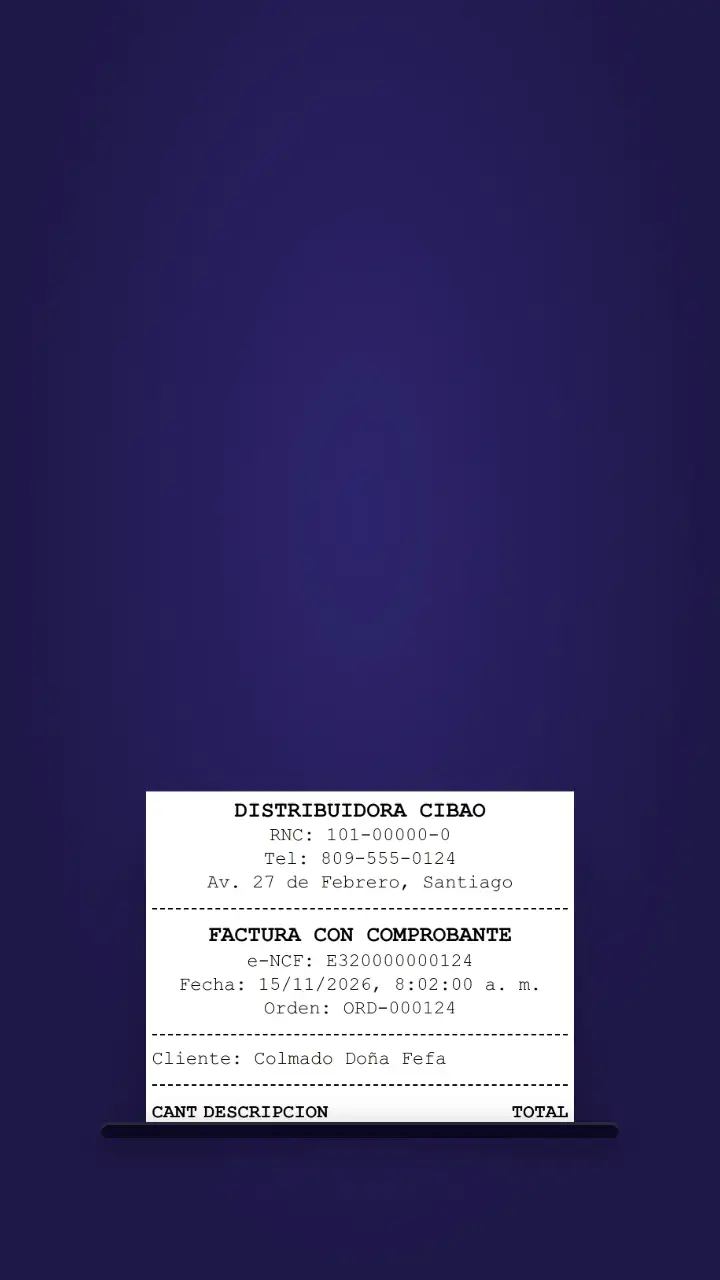 DISTRIBUIDORA CIBAO
RNC: 101-00000-0
Tel: 809-555-0124
Av. 27 de Febrero, Santiago
FACTURA CON COMPROBANTE
e-NCF: E320000000124
Fecha: 15/11/2026, 8:02:00 a. m.
Orden: ORD-000124
Cliente: Colmado Doña Fefa
CANT DESCRIPCION TOTAL